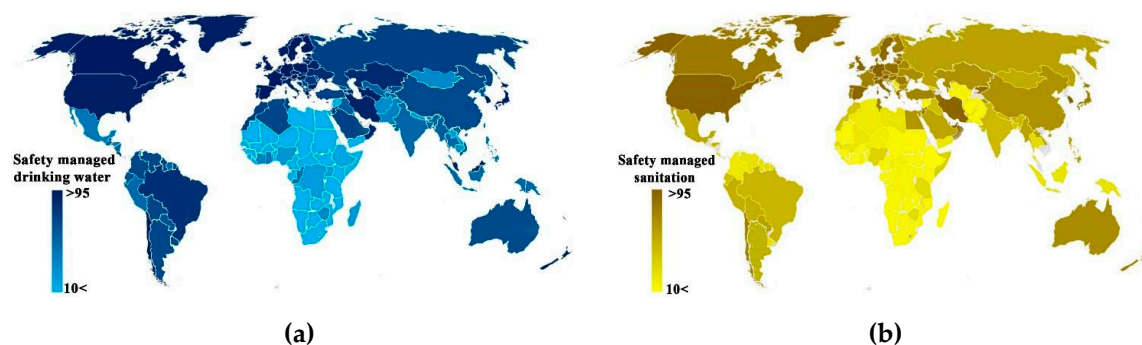 Safety managed
drinking water
>95
10<
(a)
Safety managed
sanitation
>95
10<
(b)